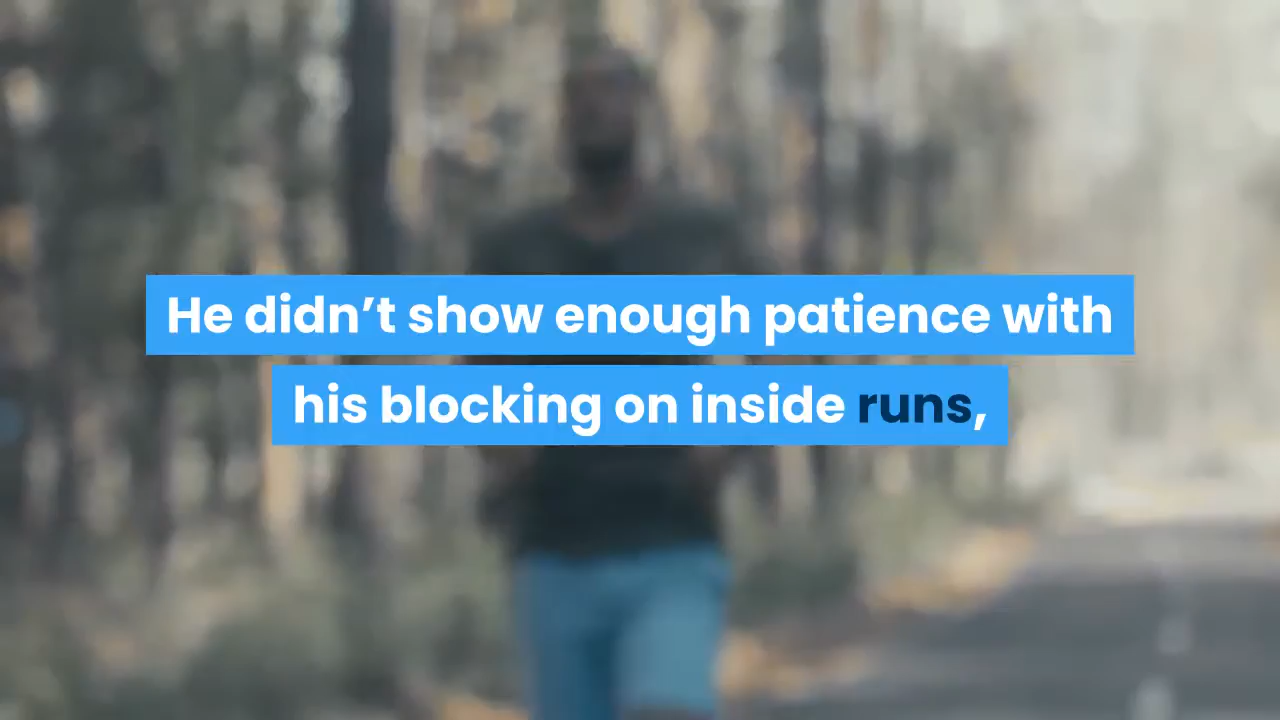 He didn’t show enough patience with
his blocking on inside runs,